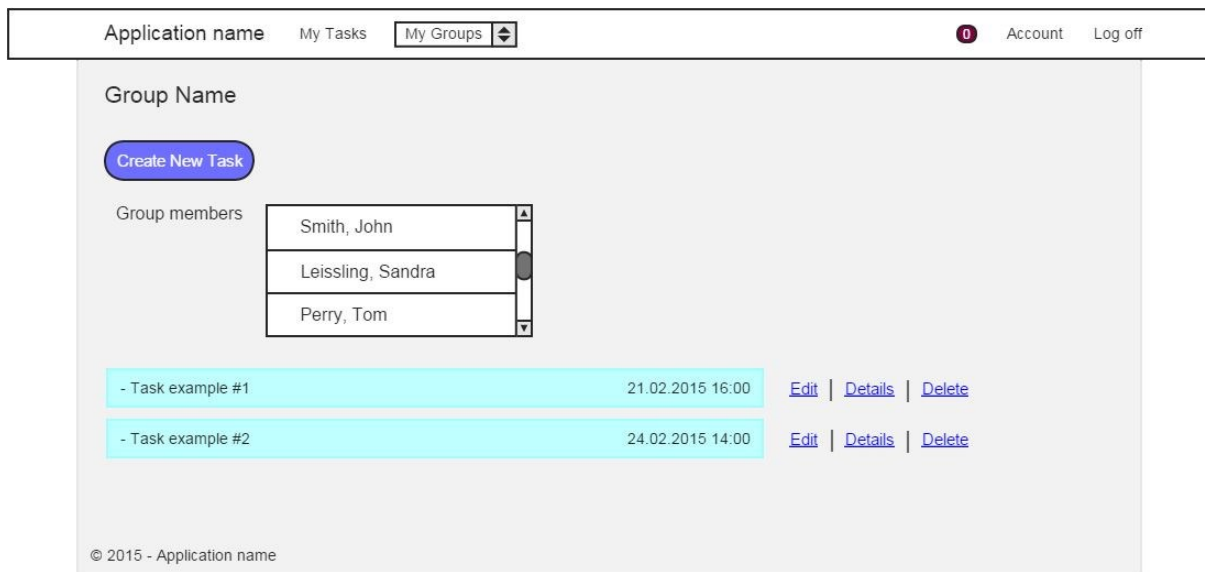 Application name My Tasks My Groups 0 Account Log off
Group Name
Create New Task
Group members
Smith, John
Leissling, Sandra
Perry, Tom
- Task example #1 21.02.2015 16:00 Edit | Details | Delete
- Task example #2 24.02.2015 14:00 Edit | Details | Delete
© 2015 - Application name